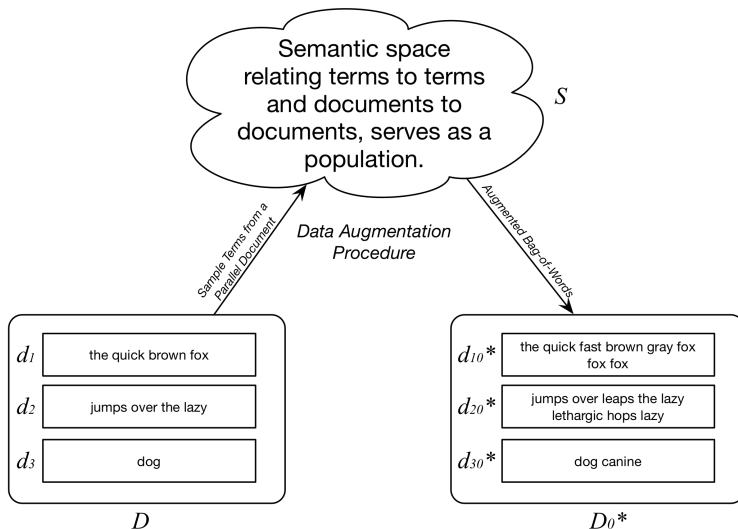 Semantic space
relating terms to terms
and documents to
documents, serves as a
population.
S
Sample Terms from a
Parallel Document
Data Augmentation
Procedure
Augmented Bag-of-Words
d1
the quick brown fox
d2
jumps over the lazy
d3
dog
D
d10*
the quick fast brown gray fox
fox fox
d20*
jumps over leaps the lazy
lethargic hops lazy
d30*
dog canine
D0*